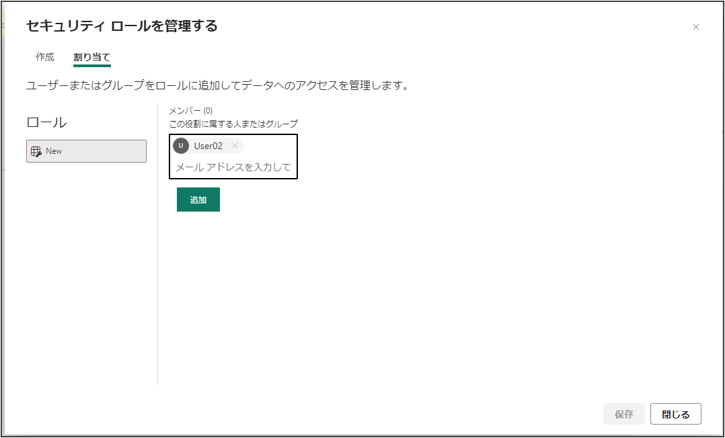 セキュリティ ロールを管理する
作成 割り当て
ユーザーまたはグループをロールに追加してデータへのアクセスを管理します。
ロール
New
メンバー (0)
この役割に属する人またはグループ
U User02
メール アドレスを入力して
追加
保存 閉じる